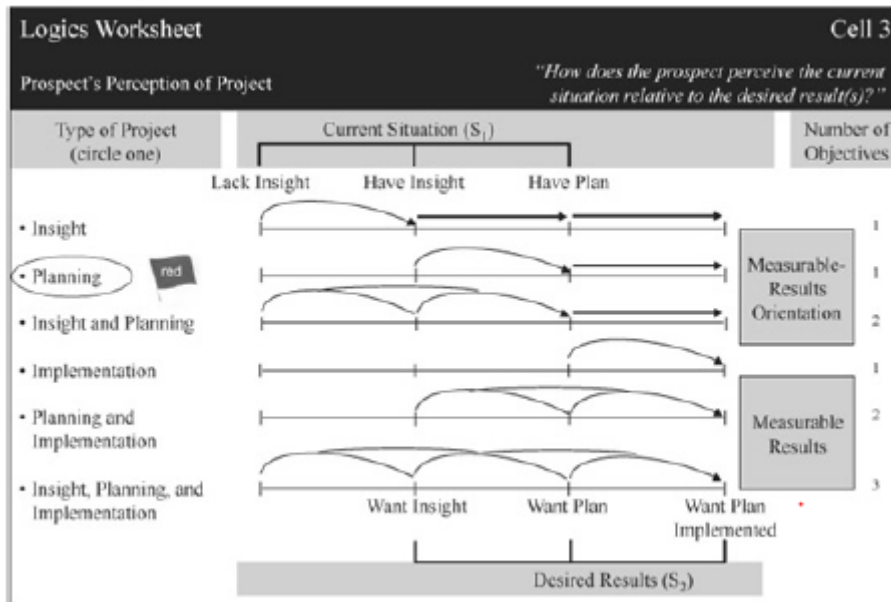 Logics Worksheet
Cell 3
Prospect's Perception of Project
"How does the prospect perceive the current
situation relative to the desired result(s)?"
Type of Project
(circle one)
Current Situation (S₁)
Number of
Objectives
Lack Insight
Have Insight
Have Plan
• Insight
1
• Planning
red
1
• Insight and Planning
2
Measurable-
Results
Orientation
• Implementation
1
• Planning and
Implementation
2
Measurable
Results
• Insight, Planning, and
Implementation
3
Want Insight
Want Plan
Want Plan
Implemented
Desired Results (S₂)